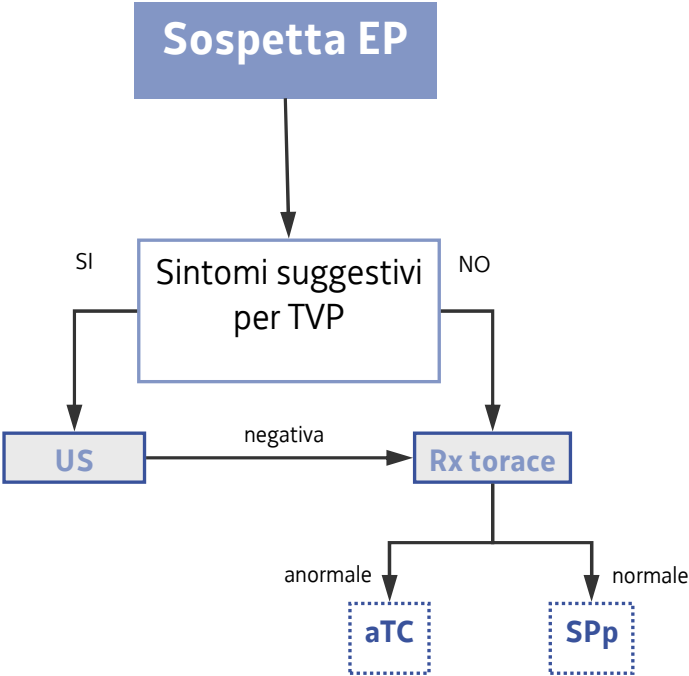 Sospetta EP
SI
Sintomi suggestivi
per TVP
NO
US
negativa
Rx torace
anormale
normale
aTC
SPp